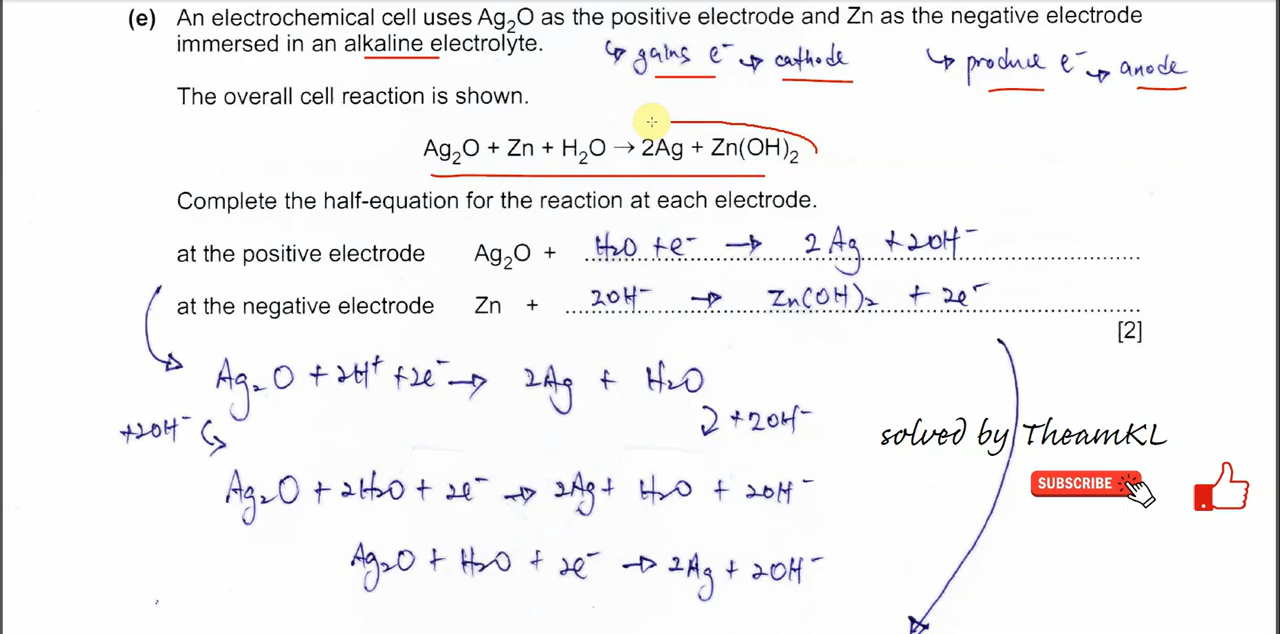 (e) An electrochemical cell uses Ag₂O as the positive electrode and Zn as the negative electrode
immersed in an alkaline electrolyte.
↳ gains e⁻ → cathode
↳ produce e⁻ → anode
The overall cell reaction is shown.
Ag₂O + Zn + H₂O → 2Ag + Zn(OH)₂
Complete the half-equation for the reaction at each electrode.
at the positive electrode Ag₂O + H₂O + e⁻ → 2Ag + 2OH⁻
at the negative electrode Zn + 2OH⁻ → Zn(OH)₂ + 2e⁻
[2]
Ag₂O + 2H⁺ + 2e⁻ → 2Ag + H₂O
+2OH⁻
+2OH⁻
solved by TheamKL
SUBSCRIBE
Ag₂O + 2H₂O + 2e⁻ → 2Ag + H₂O + 2OH⁻
Ag₂O + H₂O + 2e⁻ → 2Ag + 2OH⁻